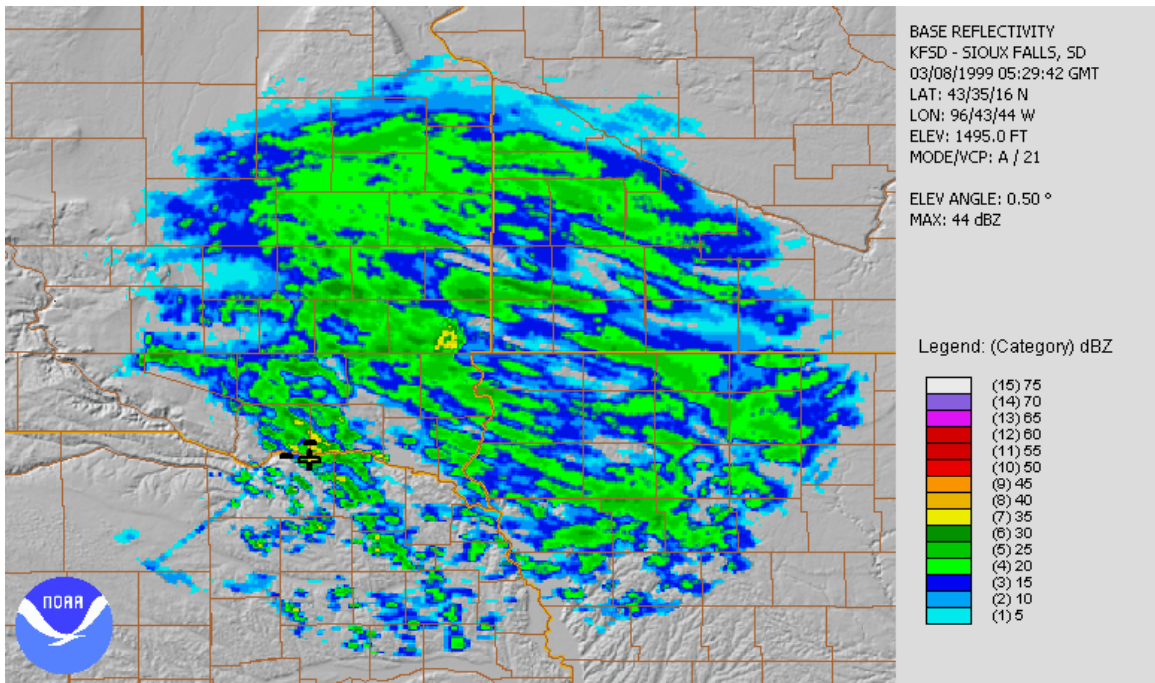 BASE REFLECTIVITY
KFSD - SIOUX FALLS, SD
03/08/1999 05:29:42 GMT
LAT: 43/35/16 N
LON: 96/43/44 W
ELEV: 1495.0 FT
MODE/VCP: A / 21
ELEV ANGLE: 0.50 °
MAX: 44 dBZ
Legend: (Category) dBZ
(15) 75
(14) 70
(13) 65
(12) 60
(11) 55
(10) 50
(9) 45
(8) 40
(7) 35
(6) 30
(5) 25
(4) 20
(3) 15
(2) 10
(1) 5
NOAA